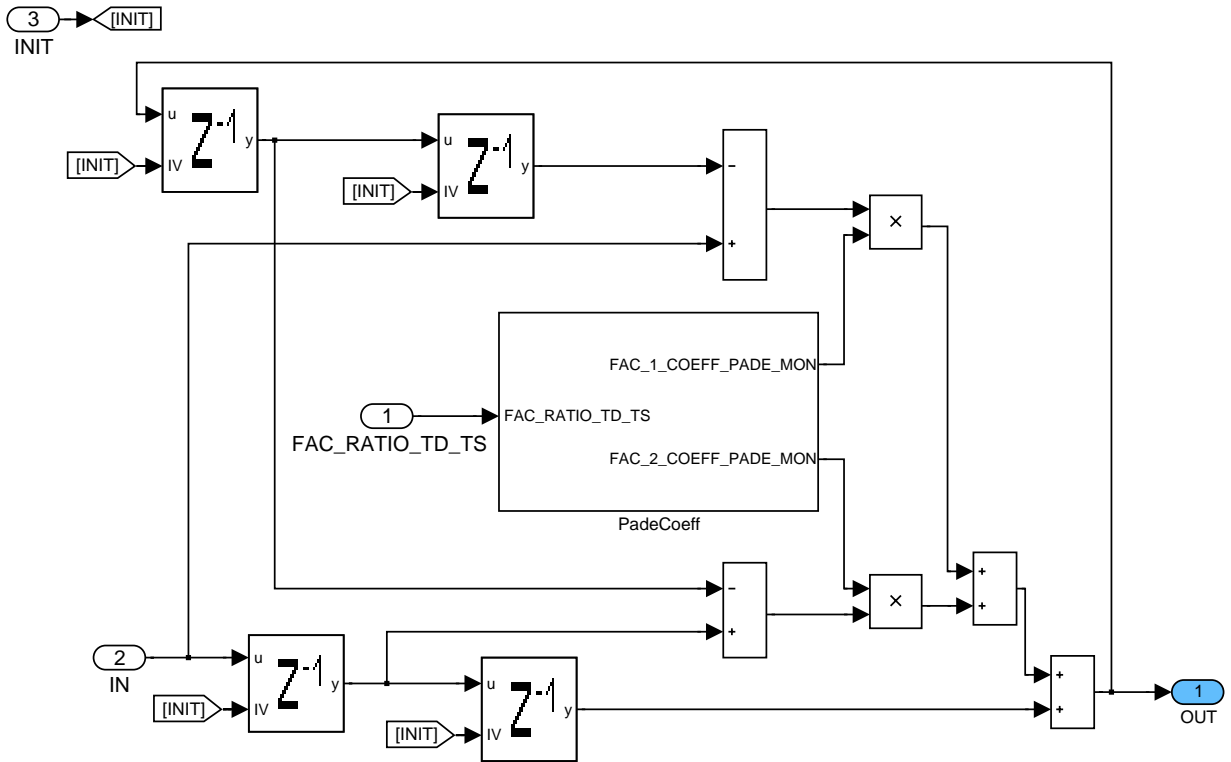 3
[INIT]
INIT
u
Z-1
y
IV
[INIT]
u
Z-1
y
IV
[INIT]
−
+
×
FAC_1_COEFF_PADE_MON
1
FAC_RATIO_TD_TS
FAC_RATIO_TD_TS
FAC_2_COEFF_PADE_MON
PadeCoeff
−
+
×
+
+
2
IN
u
Z-1
y
IV
[INIT]
u
Z-1
y
IV
[INIT]
+
+
1
OUT